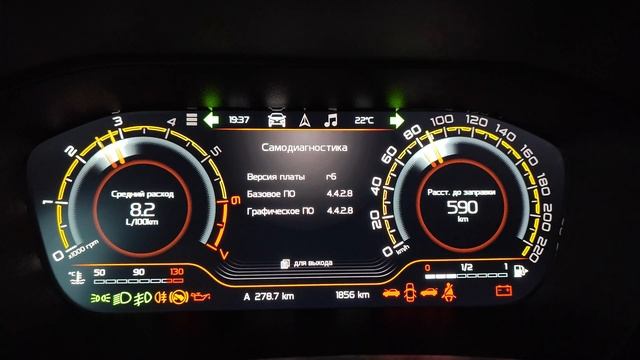 19:37 22°C
Самодиагностика
Версия платы г6
Базовое ПО 4.4.2.8
Графическое ПО 4.4.2.8
для выхода
0 1 2 3 4 5 6 7
x1000 rpm
Средний расход
8.2
L/100km
0 20 40 60 80 100 120 140 160 180 200 220
km/h
Расст. до заправки
590
km
°C 50 90 130
0 1/2 1
A 278.7 km 1856 km